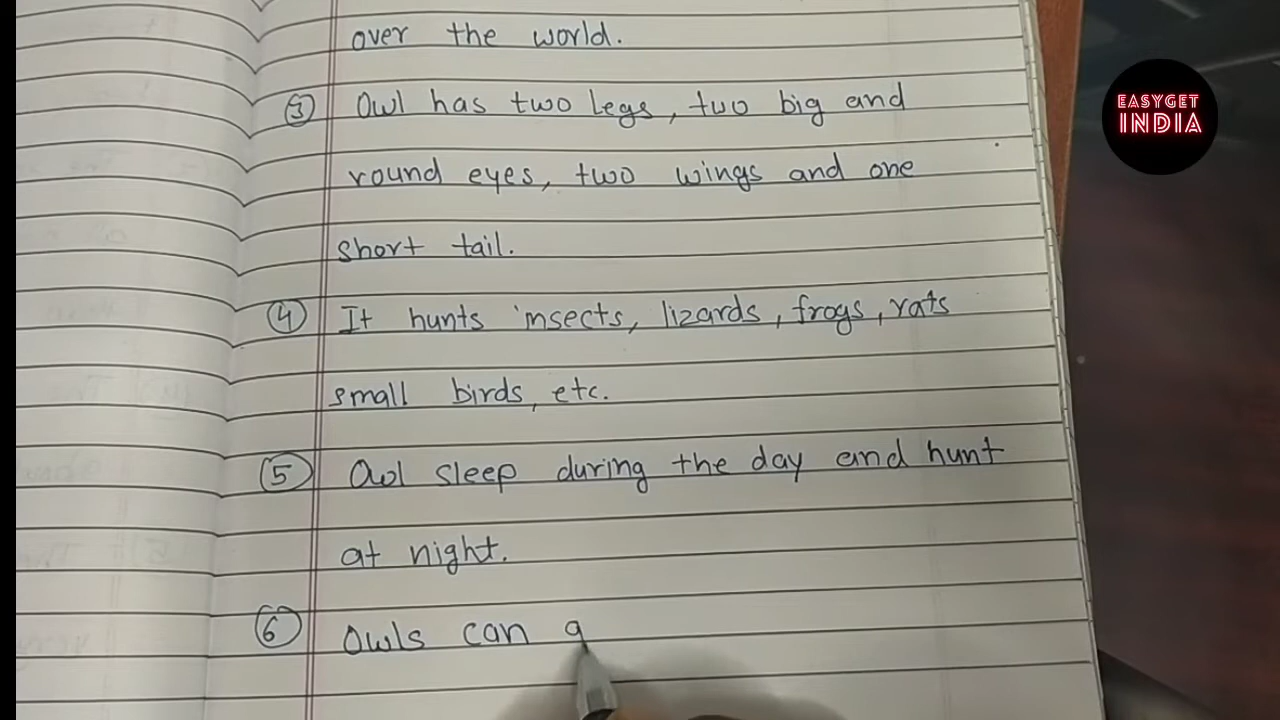 over the world.
③ Owl has two legs, two big and
round eyes, two wings and one
short tail.
④ It hunts insects, lizards, frogs, rats
small birds, etc.
⑤ Owl sleep during the day and hunt
at night.
⑥ Owls can
EASYGET
INDIA